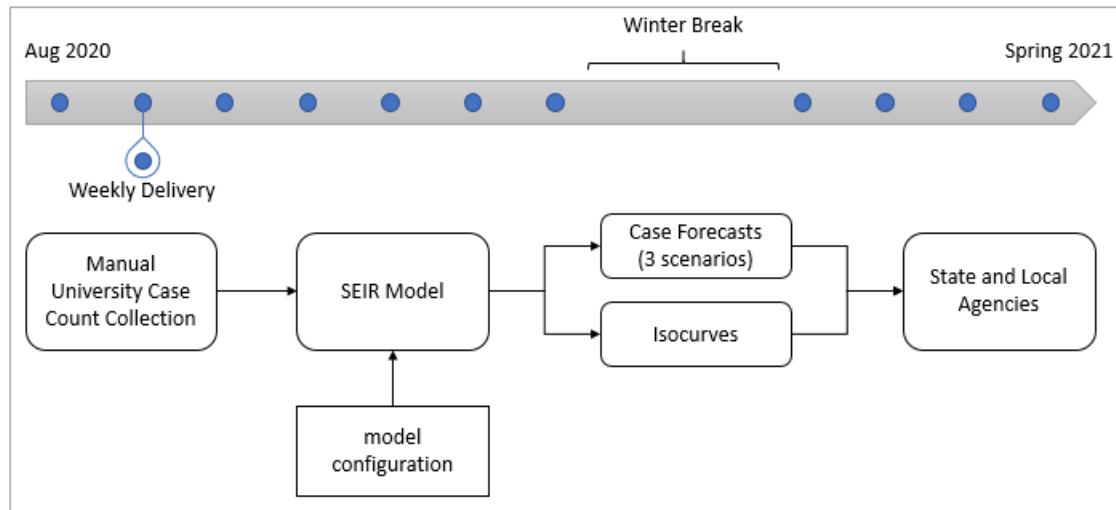 Winter Break
Aug 2020
Spring 2021
Weekly Delivery
Manual
University Case
Count Collection
SEIR Model
Case Forecasts
(3 scenarios)
Isocurves
State and Local
Agencies
model
configuration